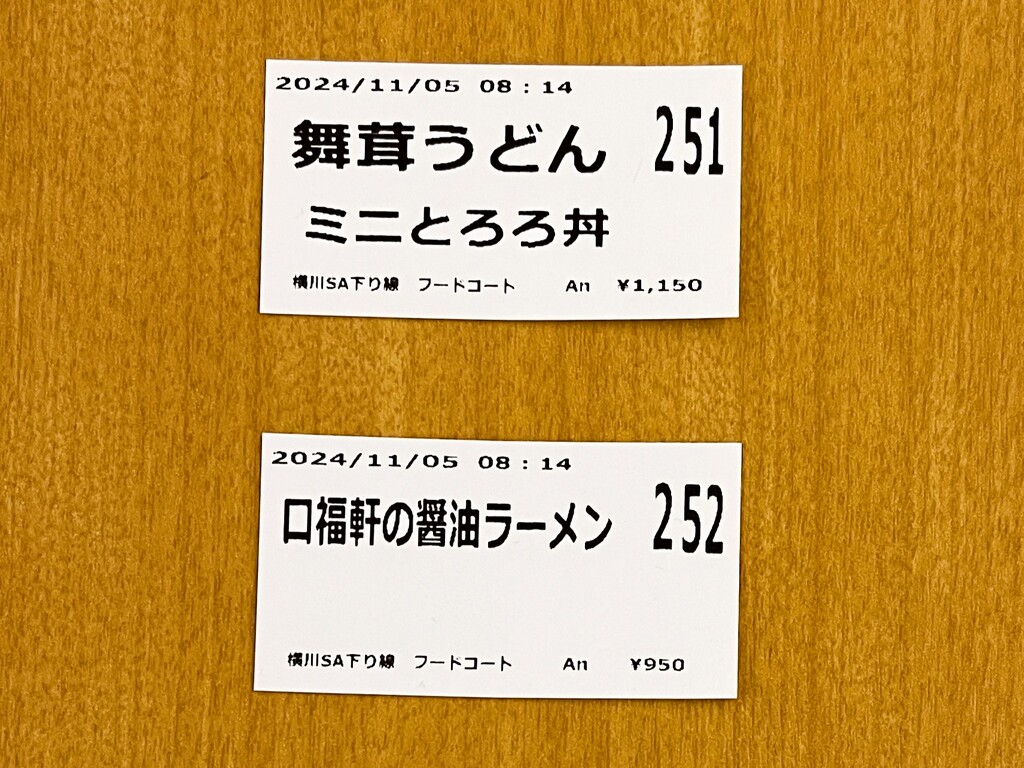 2024/11/05 08：14
舞茸うどん 251
ミニとろろ丼
横川SA下り線 フードコート An ¥1,150
2024/11/05 08：14
口福軒の醤油ラーメン 252
横川SA下り線 フードコート An ¥950